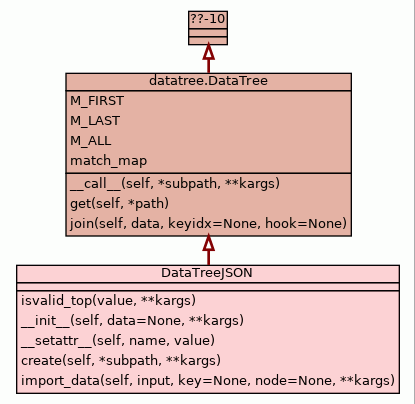 ??-10
datatree.DataTree
M_FIRST
M_LAST
M_ALL
match_map
__call__(self, *subpath, **kargs)
get(self, *path)
join(self, data, keyidx=None, hook=None)
DataTreeJSON
isvalid_top(value, **kargs)
__init__(self, data=None, **kargs)
__setattr__(self, name, value)
create(self, *subpath, **kargs)
import_data(self, input, key=None, node=None, **kargs)